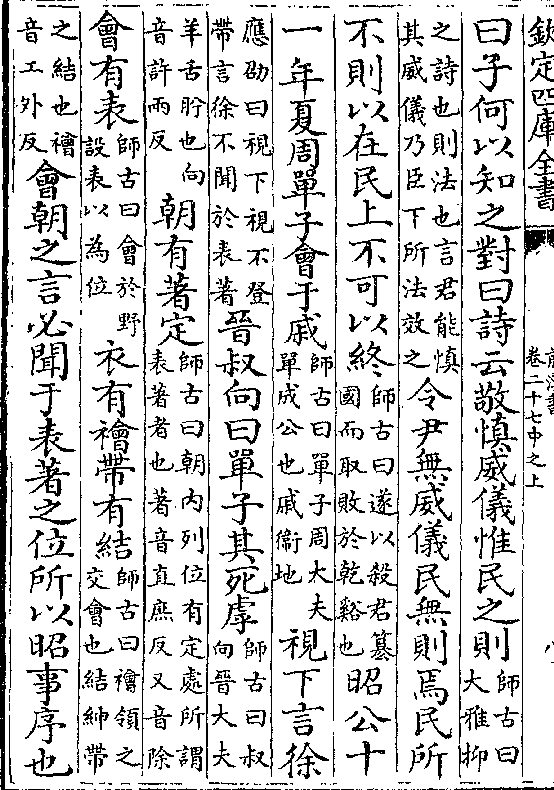 欽定四庫全書
卷二十七中之上
曰子何以知之對曰詩云敬慎威儀惟民之則師古曰大雅抑
之詩也則法也言君能慎其威儀乃臣下所法效之令尹無威儀民無則焉民所
不則以在民上不可以終師古曰遂以殺君篡國而取敗於乾谿也昭公十
一年夏周單子會于戚師古曰單子周大夫單成公也戚衞地視下言徐
應劭曰視下視不登帶言徐不聞於表著晉叔向曰單子其死虖師古曰叔向晉大夫
羊舌肸也向音許兩反朝有著定師古曰朝内列位有定處所謂表著者也著音直庶反又音除
會有表師古曰會於野設表以為位衣有襘帶有結師古曰襘領之交會也結紳帶
之結也襘音工外反會朝之言必聞于表著之位所以昭事序也